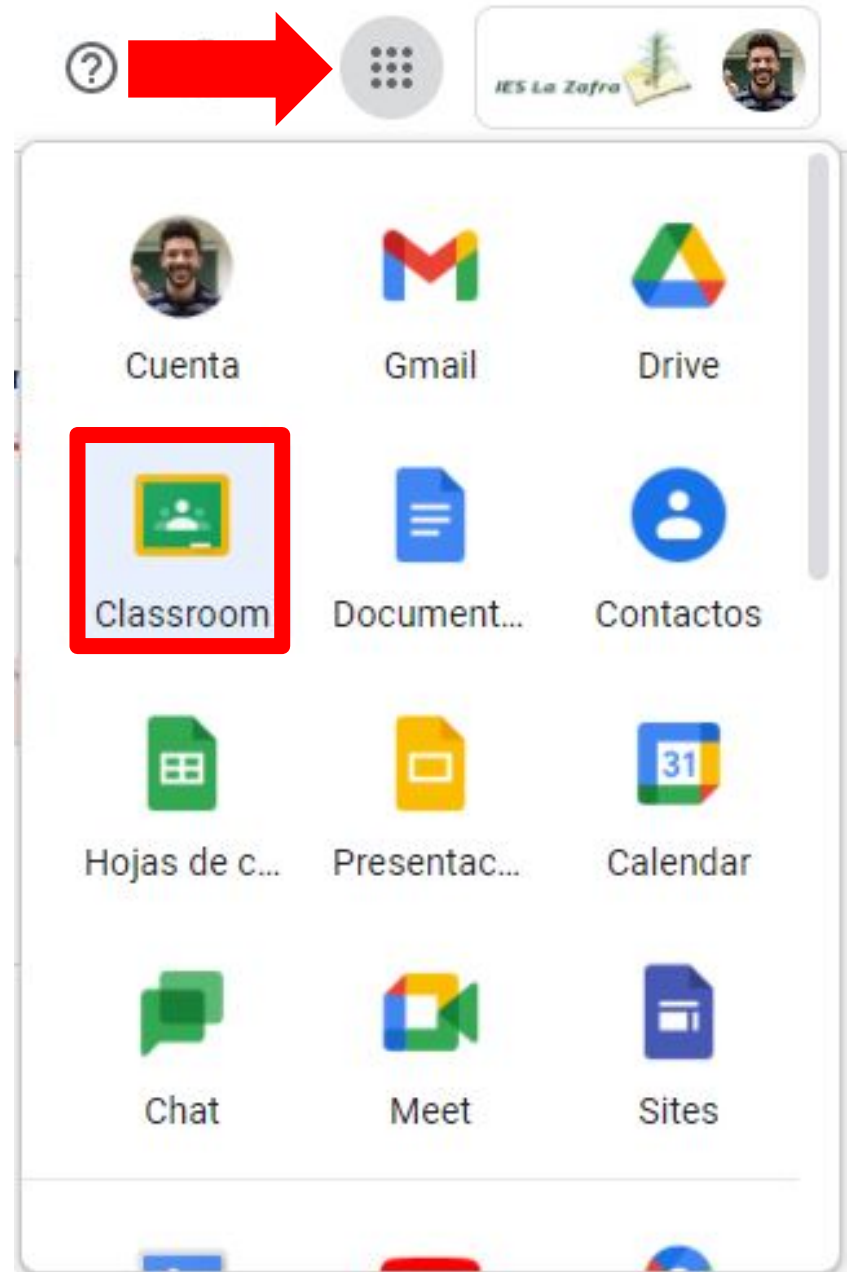 ?
IES La Zafra
Cuenta
Gmail
Drive
Classroom
Document...
Contactos
31
Hojas de c...
Presentac...
Calendar
Chat
Meet
Sites